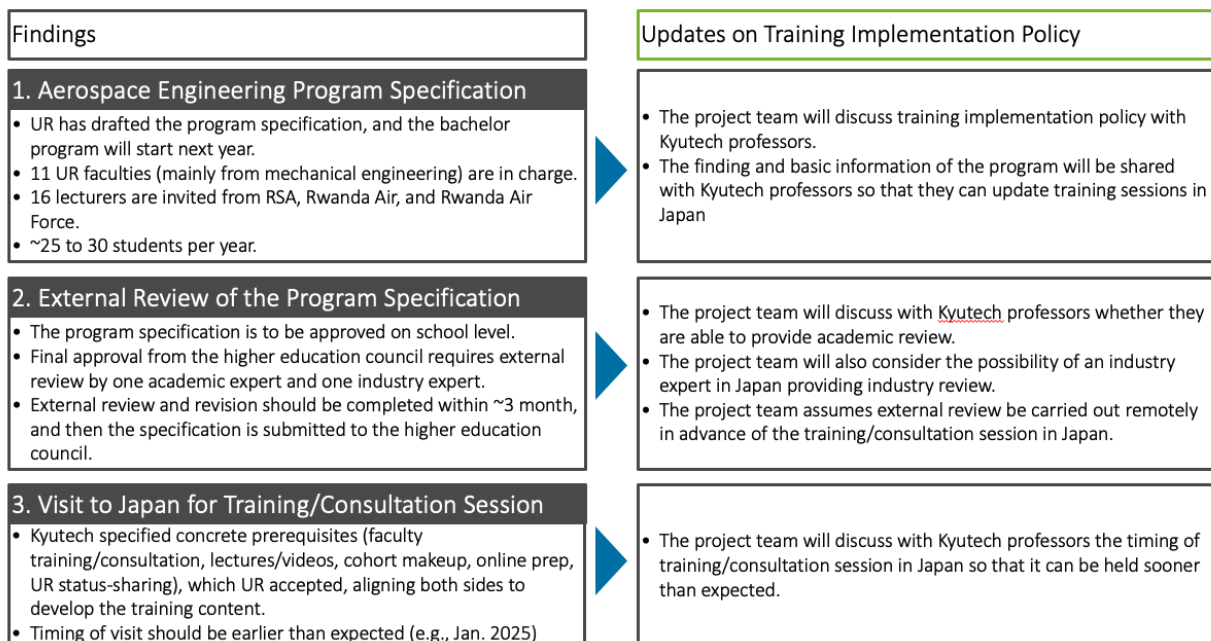 Findings
Updates on Training Implementation Policy
1. Aerospace Engineering Program Specification
• UR has drafted the program specification, and the bachelor
program will start next year.
• 11 UR faculties (mainly from mechanical engineering) are in charge.
• 16 lecturers are invited from RSA, Rwanda Air, and Rwanda Air
Force.
• ~25 to 30 students per year.
• The project team will discuss training implementation policy with
Kyutech professors.
• The finding and basic information of the program will be shared
with Kyutech professors so that they can update training sessions in
Japan
2. External Review of the Program Specification
• The program specification is to be approved on school level.
• Final approval from the higher education council requires external
review by one academic expert and one industry expert.
• External review and revision should be completed within ~3 month,
and then the specification is submitted to the higher education
council.
• The project team will discuss with Kyutech professors whether they
are able to provide academic review.
• The project team will also consider the possibility of an industry
expert in Japan providing industry review.
• The project team assumes external review be carried out remotely
in advance of the training/consultation session in Japan.
3. Visit to Japan for Training/Consultation Session
• Kyutech specified concrete prerequisites (faculty
training/consultation, lectures/videos, cohort makeup, online prep,
UR status-sharing), which UR accepted, aligning both sides to
develop the training content.
• Timing of visit should be earlier than expected (e.g., Jan. 2025)
• The project team will discuss with Kyutech professors the timing of
training/consultation session in Japan so that it can be held sooner
than expected.